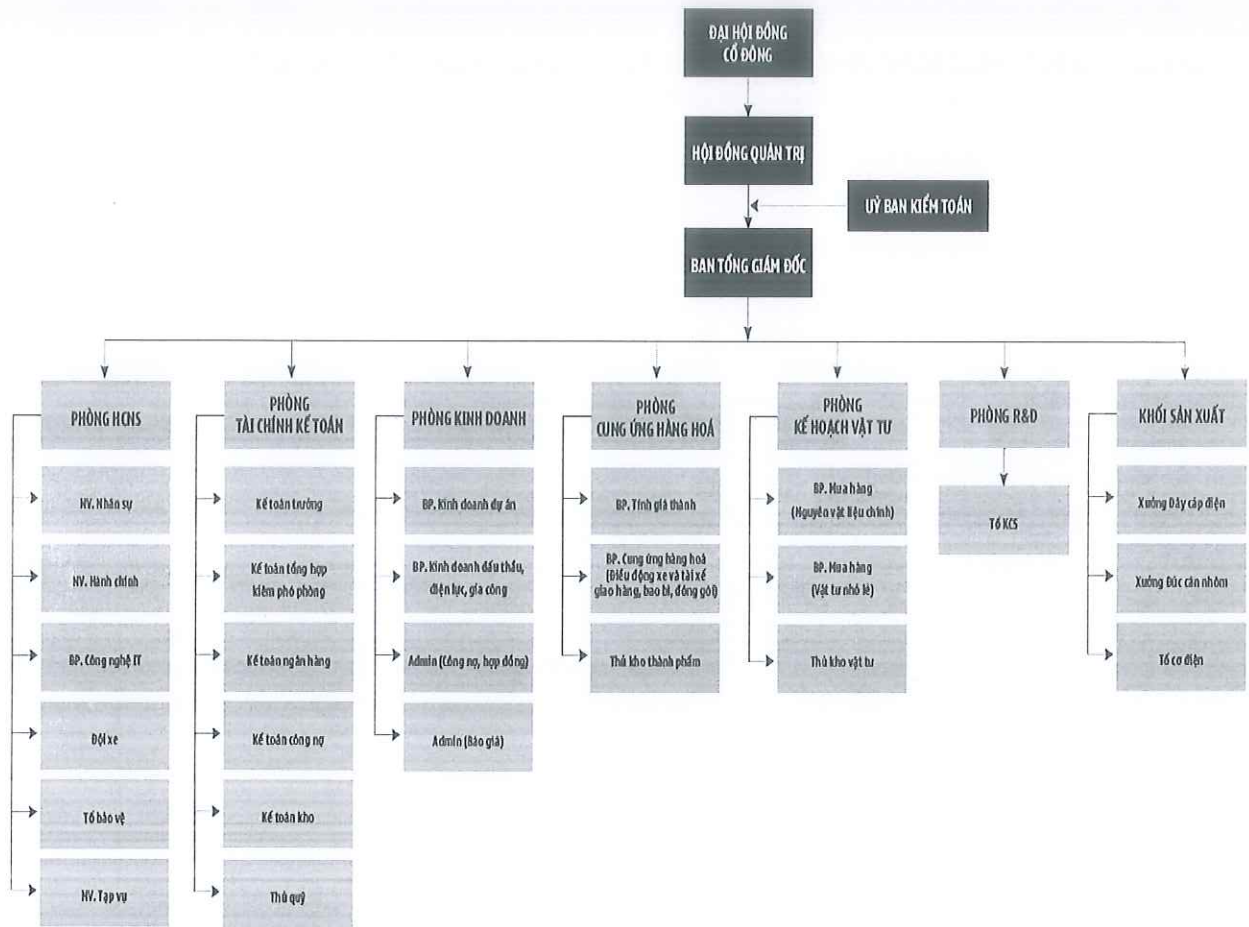 ĐẠI HỘI ĐỒNG
CỔ ĐÔNG
HỘI ĐỒNG QUẢN TRỊ
UỶ BAN KIỂM TOÁN
BAN TỔNG GIÁM ĐỐC
PHÒNG HCNS
NV. Nhân sự
NV. Hành chính
BP. Công nghệ IT
Đội xe
Tổ bảo vệ
NV. Tạp vụ
PHÒNG
TÀI CHÍNH KẾ TOÁN
Kế toán trưởng
Kế toán tổng hợp
kiêm phó phòng
Kế toán ngân hàng
Kế toán công nợ
Kế toán kho
Thủ quỹ
PHÒNG KINH DOANH
BP. Kinh doanh dự án
BP. Kinh doanh đấu thầu,
điện lực, gia công
Admin (Công nợ, hợp đồng)
Admin (Báo giá)
PHÒNG
CUNG ỨNG HÀNG HOÁ
BP. Tính giá thành
BP. Cung ứng hàng hoá
(Điều động xe và tài xế
giao hàng, bao bì, đóng gói)
Thủ kho thành phẩm
PHÒNG
KẾ HOẠCH VẬT TƯ
BP. Mua hàng
(Nguyên vật liệu chính)
BP. Mua hàng
(Vật tư nhỏ lẻ)
Thủ kho vật tư
PHÒNG R&D
Tổ KCS
KHỐI SẢN XUẤT
Xưởng Dây cáp điện
Xưởng Đúc cán nhôm
Tổ cơ điện